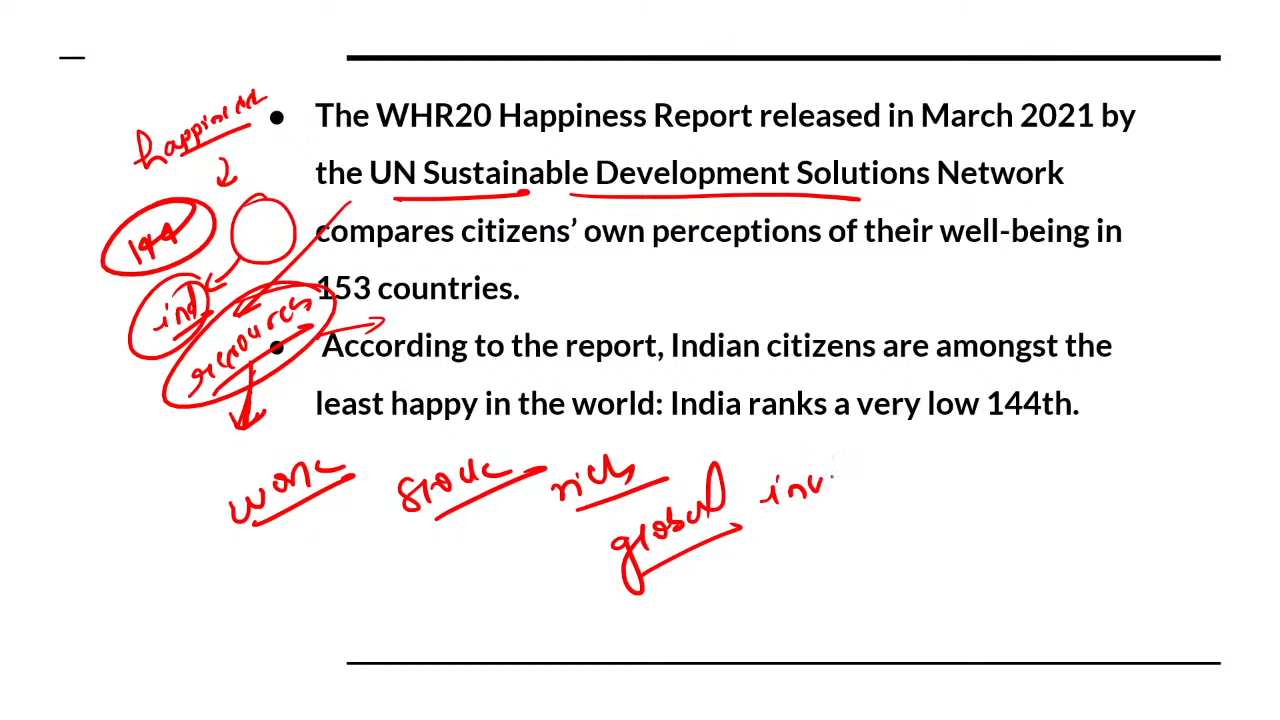 happiness
● The WHR20 Happiness Report released in March 2021 by
the UN Sustainable Development Solutions Network
144
compares citizens’ own perceptions of their well-being in
ind
153 countries.
resources
● According to the report, Indian citizens are amongst the
least happy in the world: India ranks a very low 144th.
work
rich
global